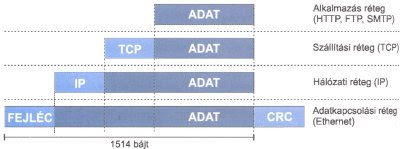 ADAT
Alkalmazás réteg
(HTTP, FTP, SMTP)
TCP
ADAT
Szállítási réteg (TCP)
IP
ADAT
Hálózati réteg (IP)
FEJLÉC
ADAT
CRC
Adatkapcsolási réteg
(Ethernet)
1514 bájt